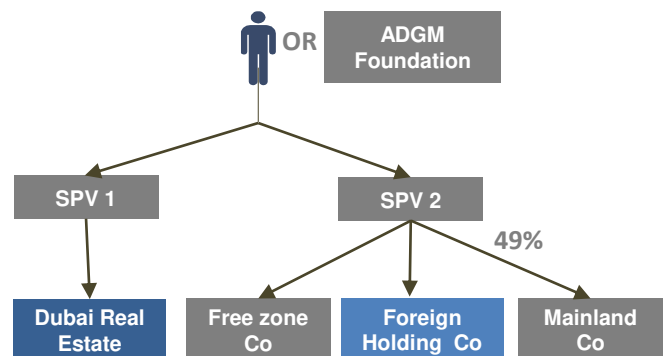 OR
ADGM
Foundation
SPV 1
SPV 2
49%
Dubai Real
Estate
Free zone
Co
Foreign
Holding Co
Mainland
Co